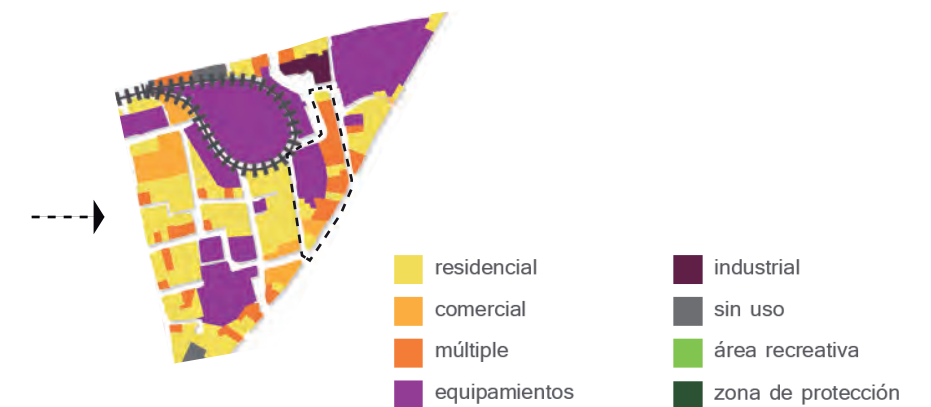 residencial
comercial
múltiple
equipamientos
industrial
sin uso
área recreativa
zona de protección